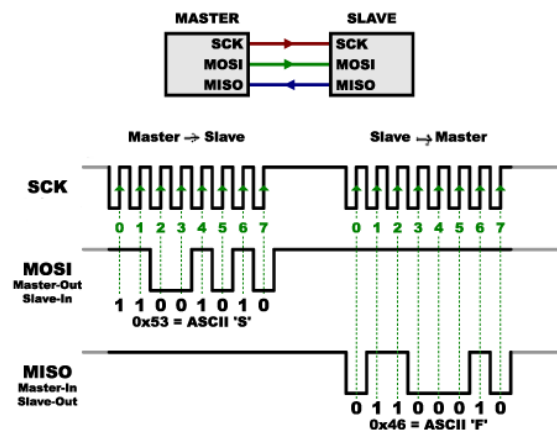 MASTER SLAVE
SCK SCK
MOSI MOSI
MISO MISO
Master → Slave Slave → Master
SCK
0 1 2 3 4 5 6 7 0 1 2 3 4 5 6 7
MOSI
Master-Out
Slave-In
1 1 0 0 1 0 1 0
0x53 = ASCII 'S'
MISO
Master-In
Slave-Out
0 1 1 0 0 0 1 0
0x46 = ASCII 'F'